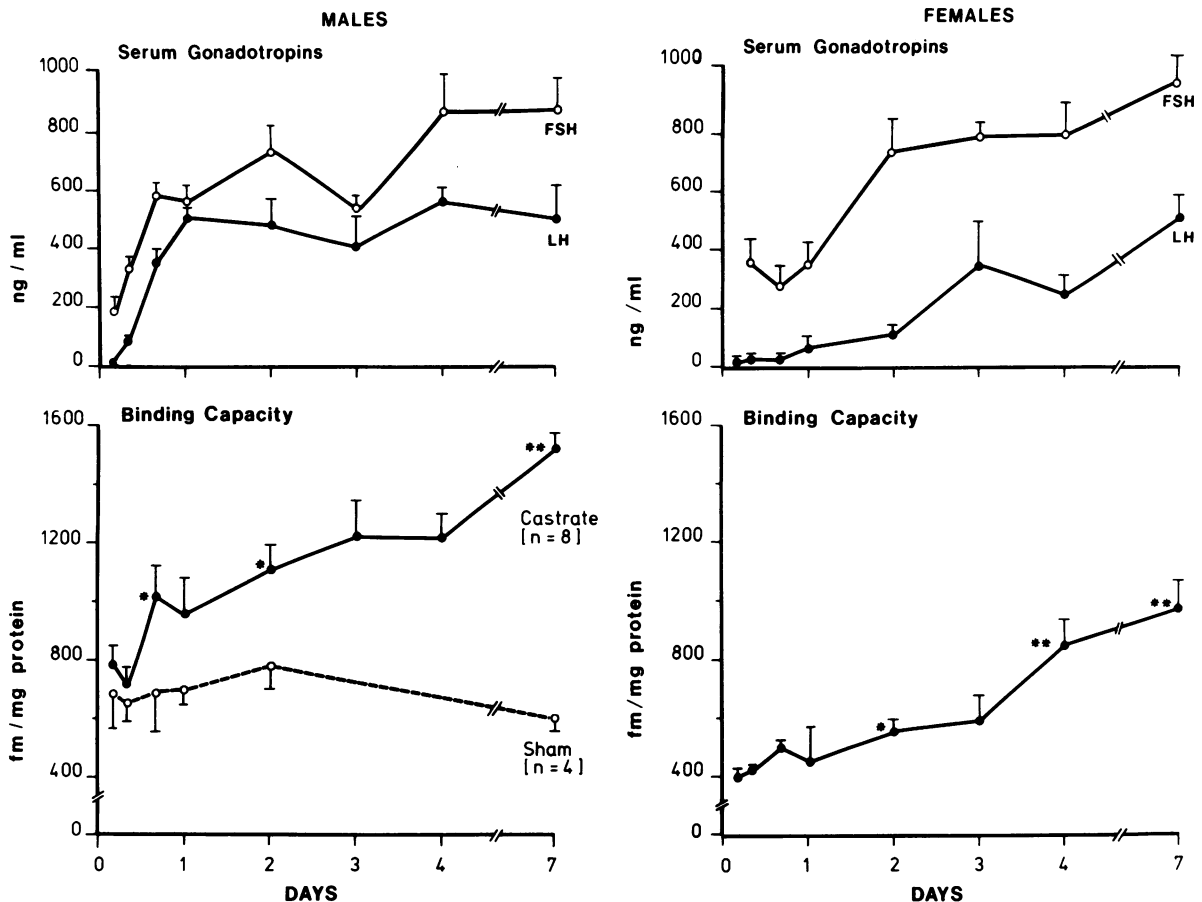 MALES
Serum Gonadotropins
1000
800
600
400
200
0
ng / ml
FSH
LH
FEMALES
Serum Gonadotropins
1000
800
600
400
200
0
ng / ml
FSH
LH
Binding Capacity
1600
1200
800
400
0
fm / mg protein
*
*
**
Castrate
[n = 8]
Sham
[n = 4]
0 1 2 3 4 7
DAYS
Binding Capacity
1600
1200
800
400
0
fm/mg protein
*
**
**
0 1 2 3 4 7
DAYS